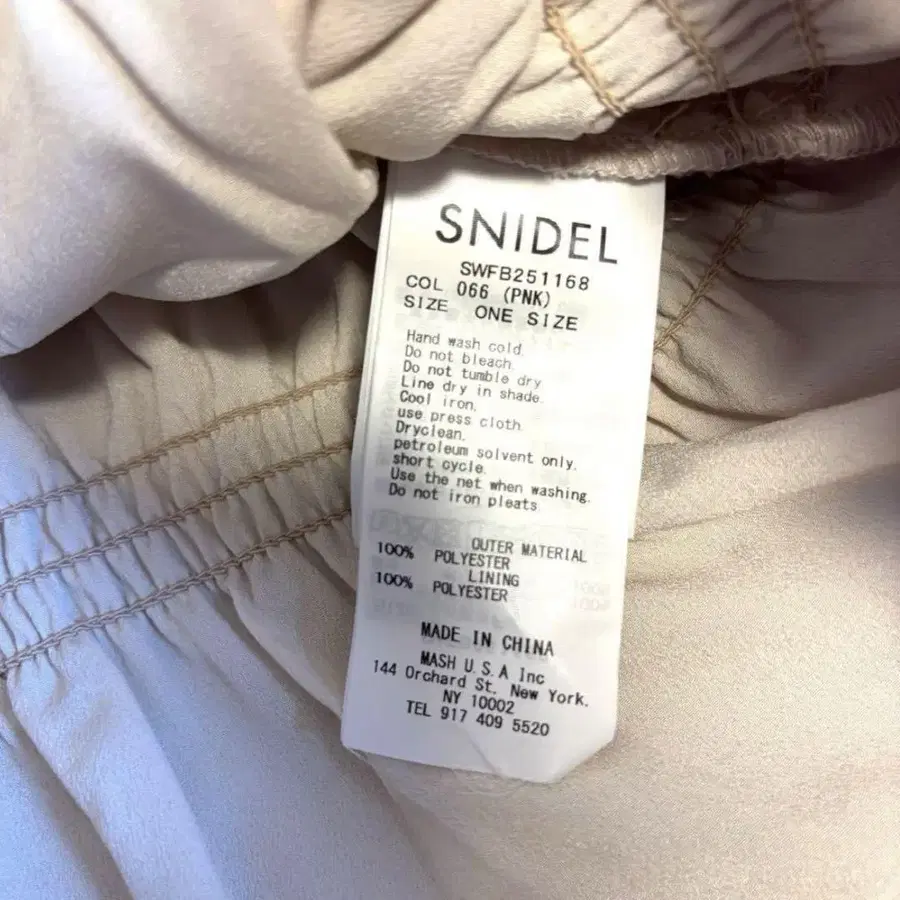 SNIDEL
SWFB251168
COL 066 (PNK)
SIZE ONE SIZE
Hand wash cold.
Do not bleach.
Do not tumble dry
Line dry in shade.
Cool iron,
use press cloth
Dryclean,
petroleum solvent only,
short cycle.
Use the net when washing.
Do not iron pleats
OUTER MATERIAL
100% POLYESTER
LINING
100% POLYESTER
MADE IN CHINA
MASH U.S.A Inc
144 Orchard St. New York.
NY 10002
TEL 917 409 5520